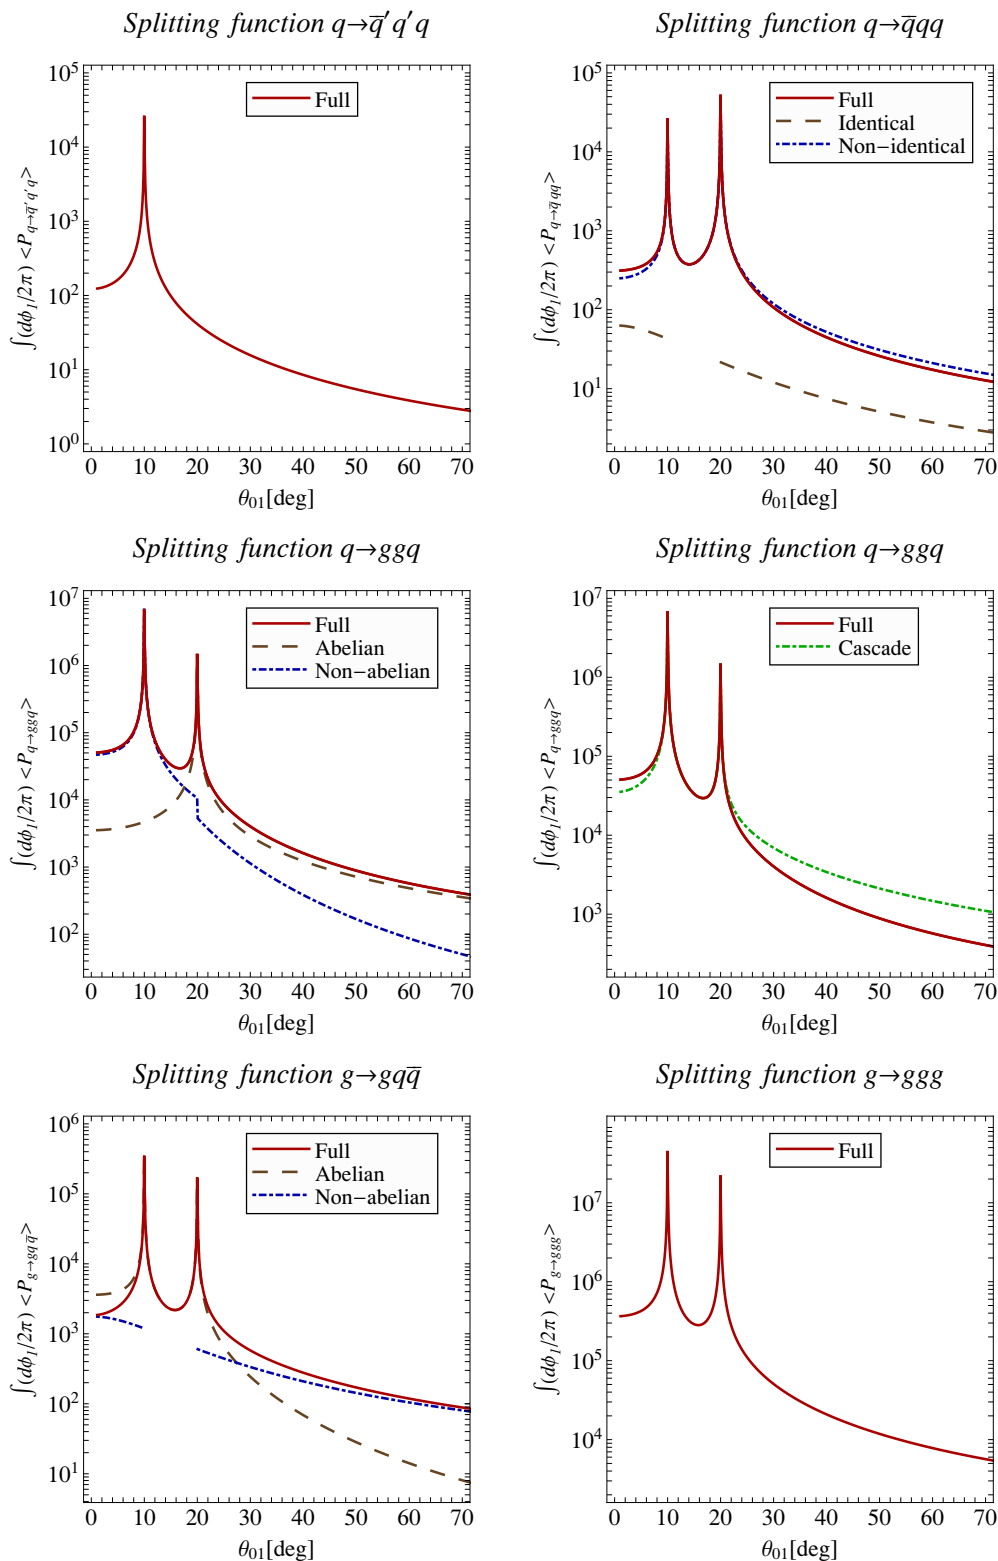 Splitting function q→q̅′q′q
∫(dϕ₁/2π) <P_{q→q̅′q′q}>
10⁵
10⁴
10³
10²
10¹
10⁰
Full
0 10 20 30 40 50 60 70
θ₀₁[deg]
Splitting function q→q̅qq
∫(dϕ₁/2π) <P_{q→q̅qq}>
10⁵
10⁴
10³
10²
10¹
Full
Identical
Non−identical
0 10 20 30 40 50 60 70
θ₀₁[deg]
Splitting function q→ggq
∫(dϕ₁/2π) <P_{q→ggq}>
10⁷
10⁶
10⁵
10⁴
10³
10²
Full
Abelian
Non−abelian
0 10 20 30 40 50 60 70
θ₀₁[deg]
Splitting function q→ggq
∫(dϕ₁/2π) <P_{q→ggq}>
10⁷
10⁶
10⁵
10⁴
10³
Full
Cascade
0 10 20 30 40 50 60 70
θ₀₁[deg]
Splitting function g→gqq̅
∫(dϕ₁/2π) <P_{g→gqq̅}>
10⁶
10⁵
10⁴
10³
10²
10¹
Full
Abelian
Non−abelian
0 10 20 30 40 50 60 70
θ₀₁[deg]
Splitting function g→ggg
∫(dϕ₁/2π) <P_{g→ggg}>
10⁷
10⁶
10⁵
10⁴
Full
0 10 20 30 40 50 60 70
θ₀₁[deg]